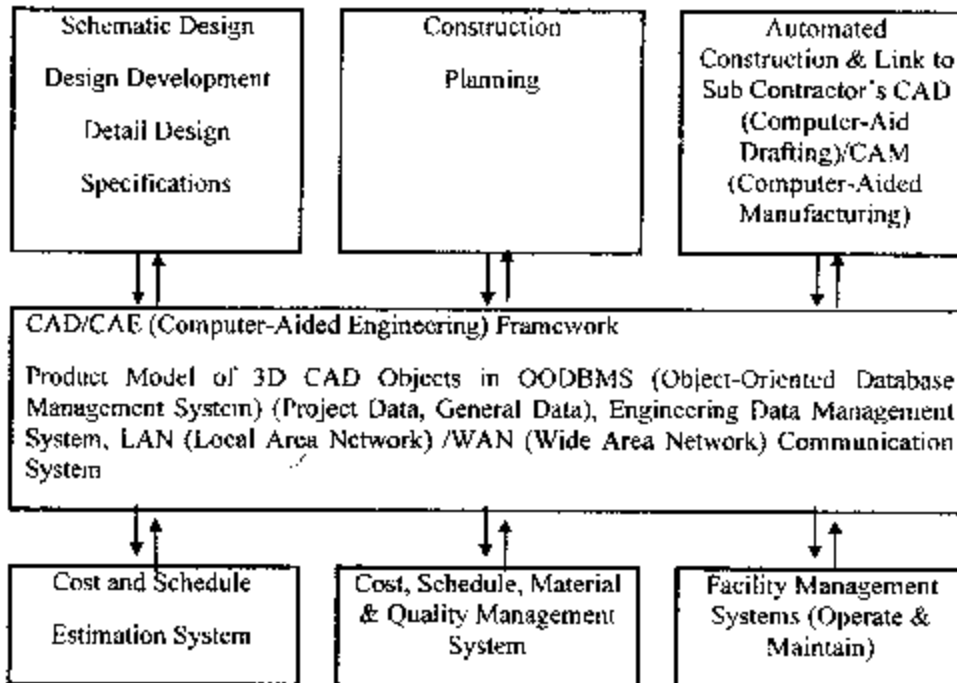 Schematic Design
Design Development
Detail Design
Specifications
Construction
Planning
Automated
Construction & Link to
Sub Contractor's CAD
(Computer-Aid
Drafting)/CAM
(Computer-Aided
Manufacturing)
CAD/CAE (Computer-Aided Engineering) Framework
Product Model of 3D CAD Objects in OODBMS (Object-Oriented Database
Management System) (Project Data, General Data), Engineering Data Management
System, LAN (Local Area Network) /WAN (Wide Area Network) Communication
System
Cost and Schedule
Estimation System
Cost, Schedule, Material
& Quality Management
System
Facility Management
Systems (Operate &
Maintain)